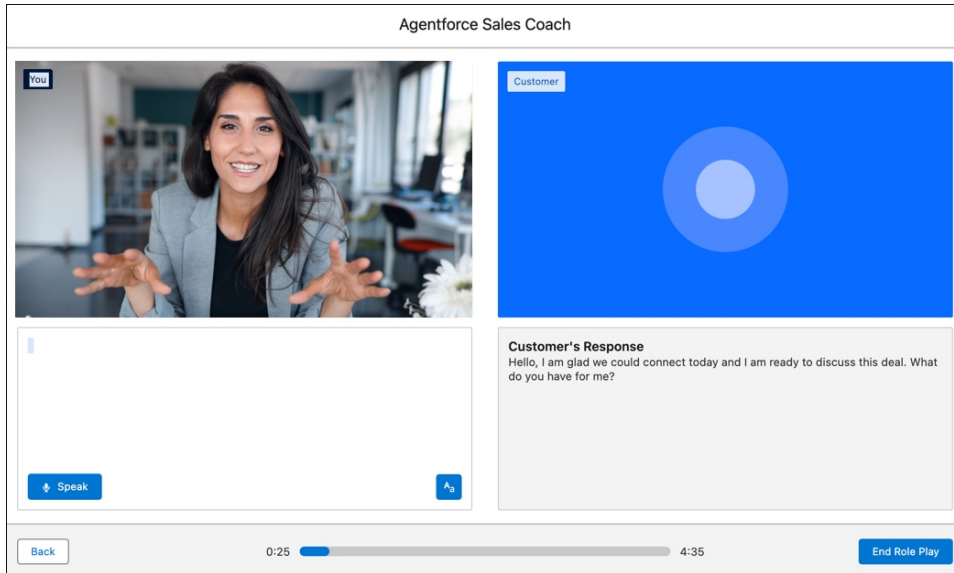 Agentforce Sales Coach
You
Customer
Customer's Response
Hello, I am glad we could connect today and I am ready to discuss this deal. What
do you have for me?
Speak
Aa
Back
0:25
4:35
End Role Play